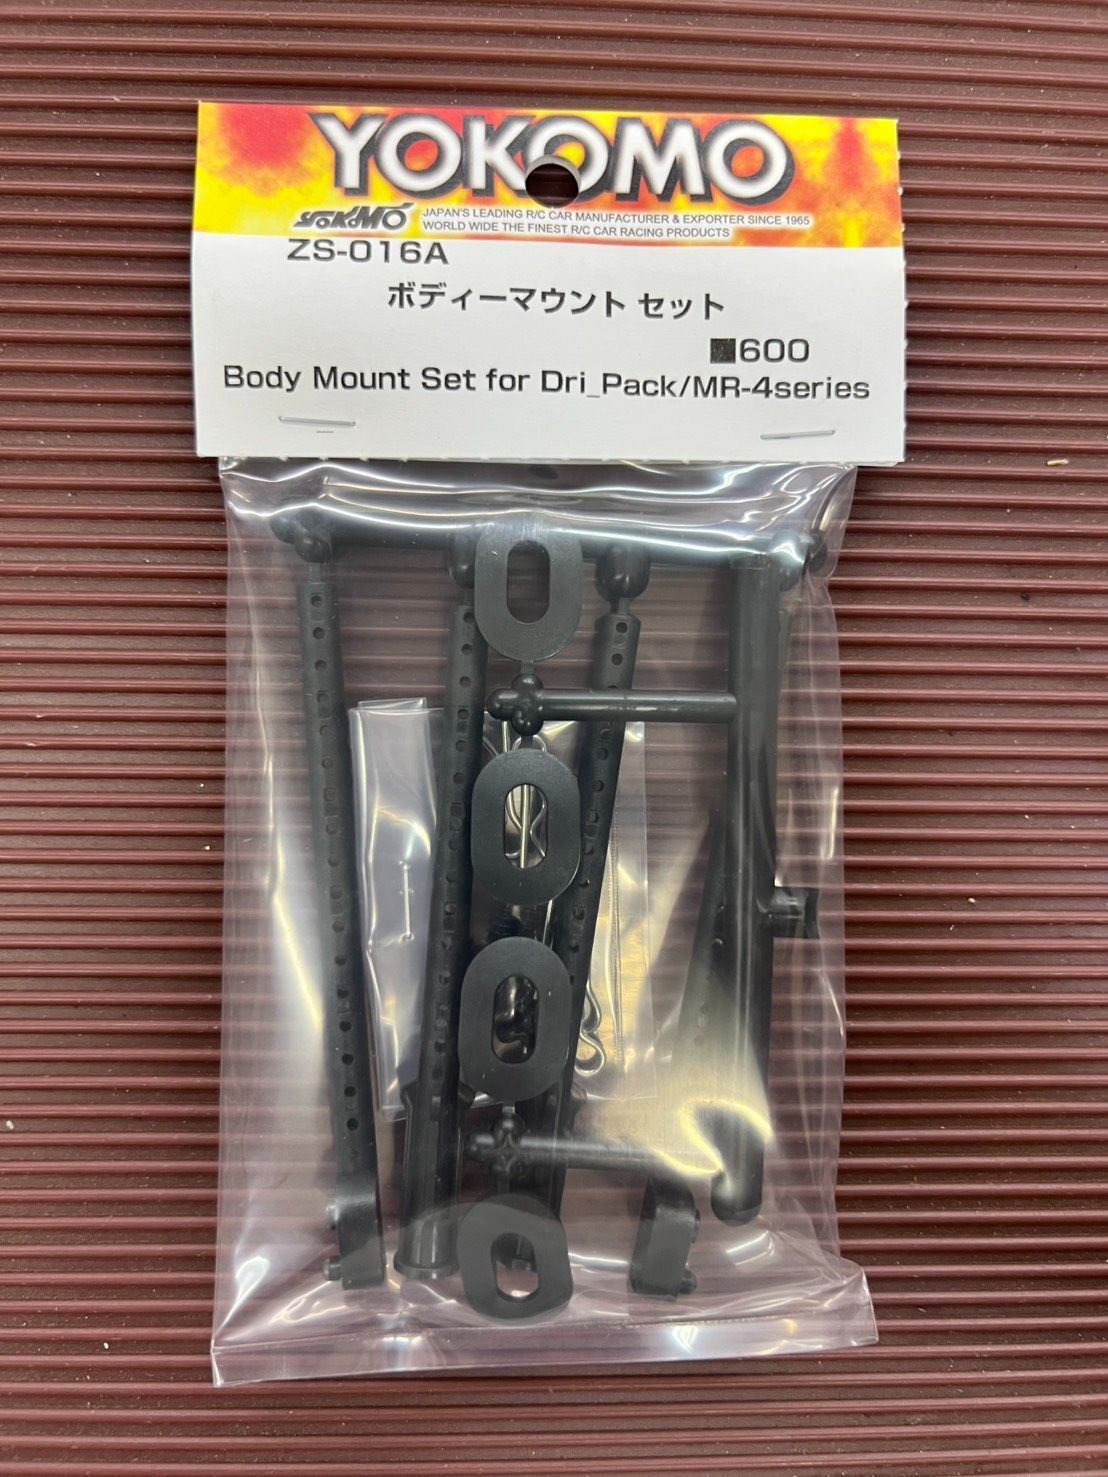 YOKOMO
YOKOMO JAPAN'S LEADING R/C CAR MANUFACTURER & EXPORTER SINCE 1965
WORLD WIDE THE FINEST R/C CAR RACING PRODUCTS
ZS-016A
ボディーマウント セット
■600
Body Mount Set for Dri_Pack/MR-4series